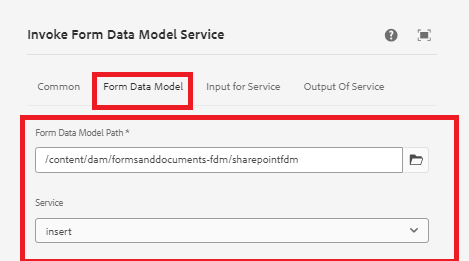 Invoke Form Data Model Service
Common Form Data Model Input for Service Output Of Service
Form Data Model Path *
/content/dam/formsanddocuments-fdm/sharepointfdm
Service
insert